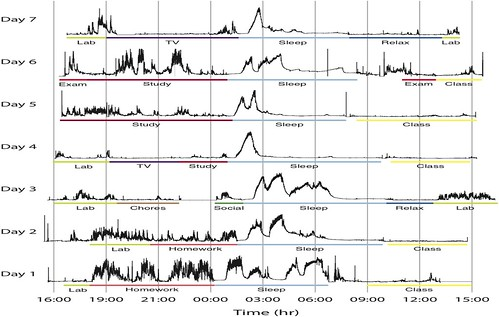 Day 7
Lab TV Sleep Relax Lab
Day 6
Exam Study Sleep Exam Class
Day 5
Study Sleep Class
Day 4
Lab TV Study Sleep Class
Day 3
Lab Chores Social Sleep Relax Lab
Day 2
Lab Homework Sleep Class
Day 1
Lab Homework Sleep Class
16:00 19:00 21:00 00:00 03:00 06:00 09:00 12:00 15:00
Time (hr)